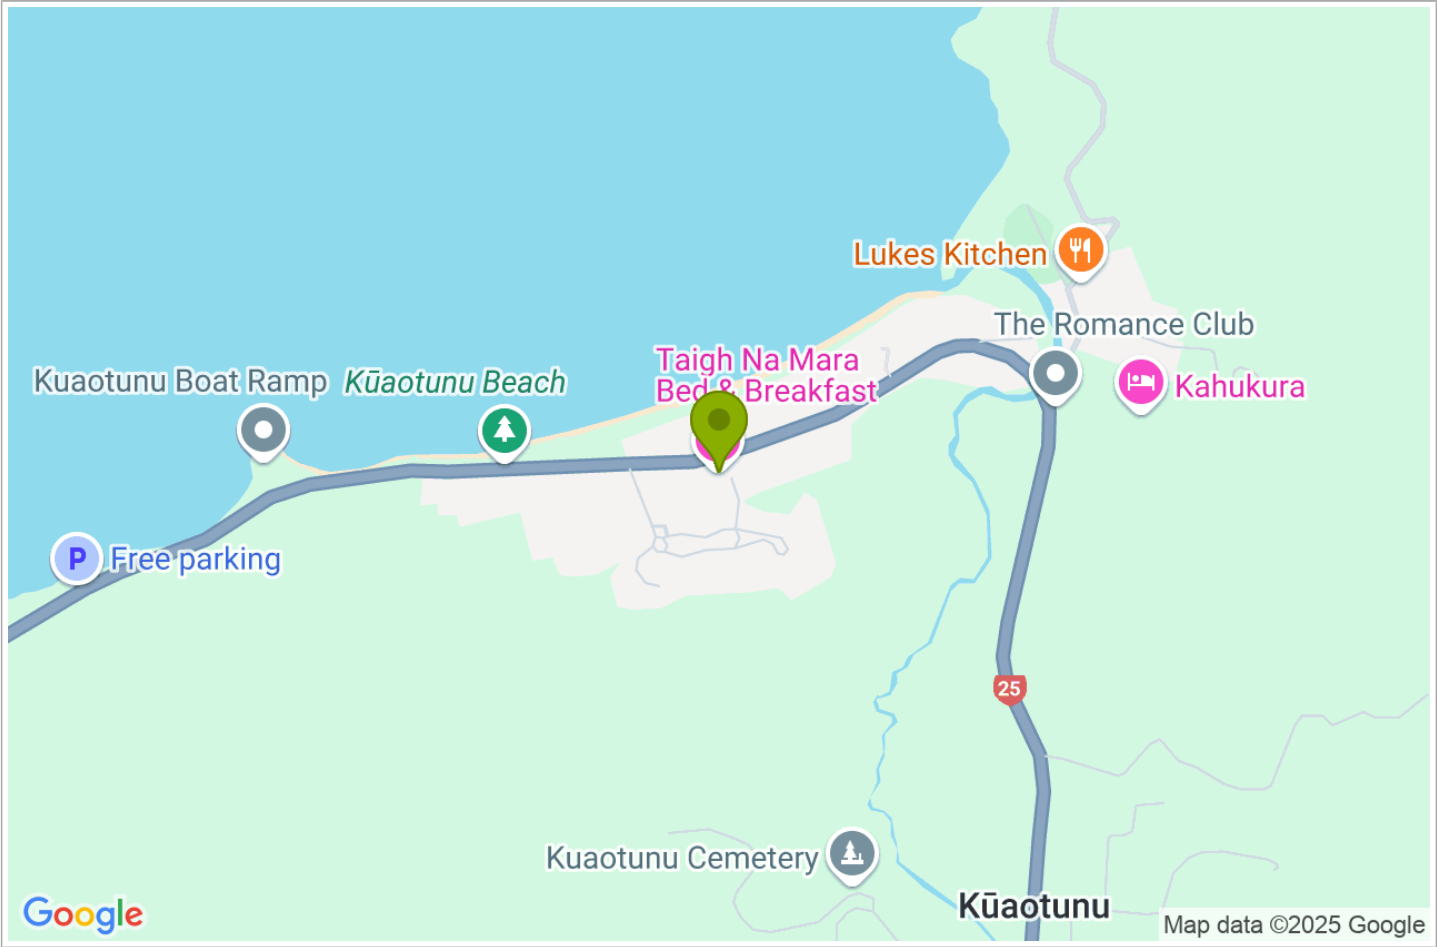 Lukes Kitchen
The Romance Club
Taigh Na Mara
Bed & Breakfast
Kuaotunu Boat Ramp
Kūaotunu Beach
Kahukura
P
Free parking
25
Kuaotunu Cemetery
Kūaotunu
Google
Map data ©2025 Google